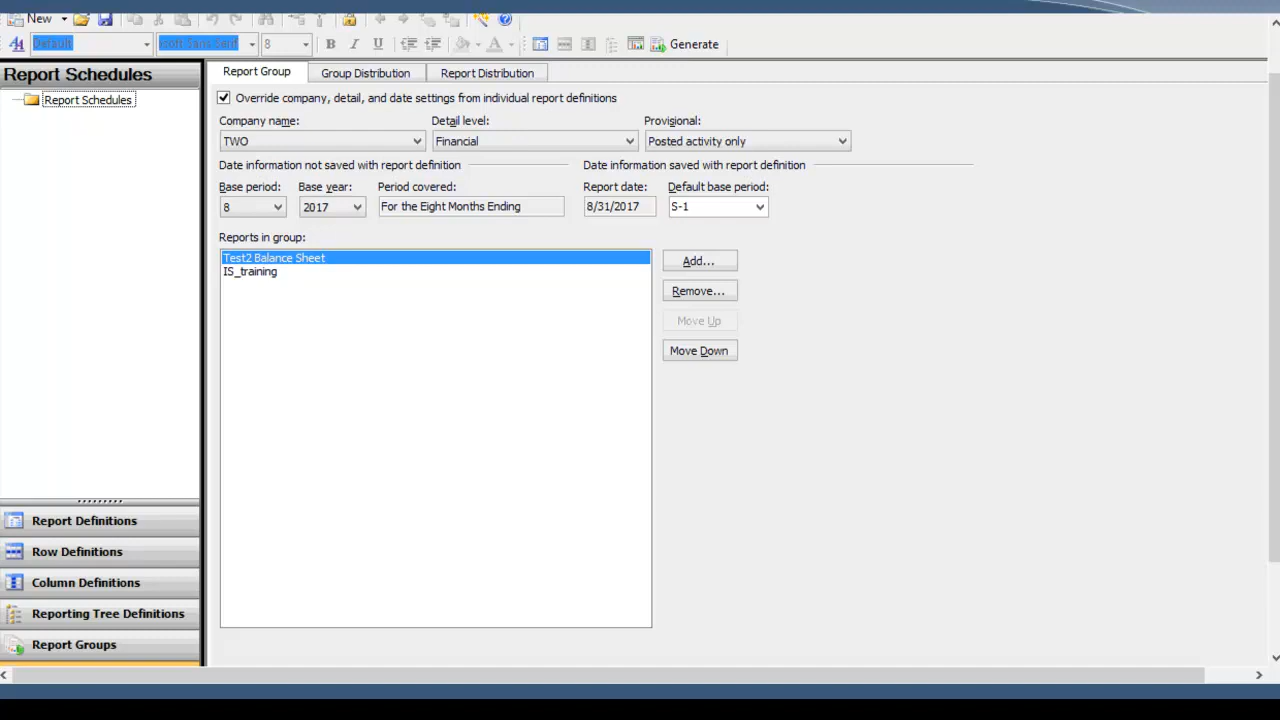 New
Default
8
B I U
A
Generate
Report Schedules
Report Schedules
Report Definitions
Row Definitions
Column Definitions
Reporting Tree Definitions
Report Groups
Report Group
Group Distribution
Report Distribution
Override company, detail, and date settings from individual report definitions
Company name: Detail level: Provisional:
TWO Financial Posted activity only
Date information not saved with report definition Date information saved with report definition
Base period: Base year: Period covered: Report date: Default base period:
8 2017 For the Eight Months Ending 8/31/2017 S-1
Reports in group:
Test2 Balance Sheet
IS_training
Add...
Remove...
Move Up
Move Down